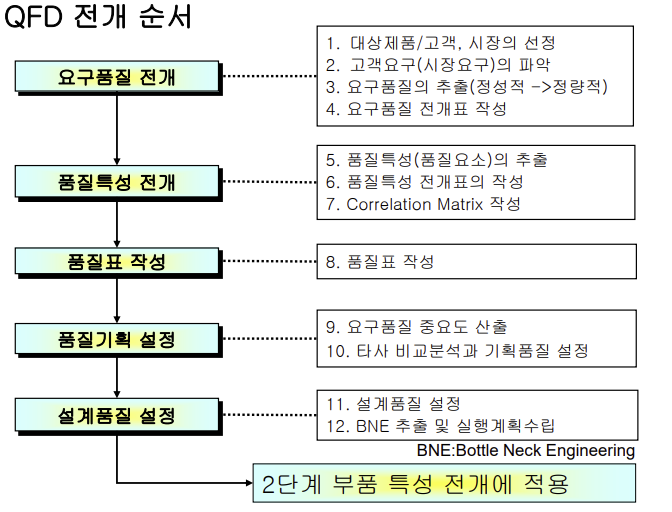 QFD 전개 순서
요구품질 전개
1. 대상제품/고객, 시장의 선정
2. 고객요구(시장요구)의 파악
3. 요구품질의 추출(정성적 ->정량적)
4. 요구품질 전개표 작성
품질특성 전개
5. 품질특성(품질요소)의 추출
6. 품질특성 전개표의 작성
7. Correlation Matrix 작성
품질표 작성
8. 품질표 작성
품질기획 설정
9. 요구품질 중요도 산출
10. 타사 비교분석과 기획품질 설정
설계품질 설정
11. 설계품질 설정
12. BNE 추출 및 실행계획수립
BNE:Bottle Neck Engineering
2단계 부품 특성 전개에 적용